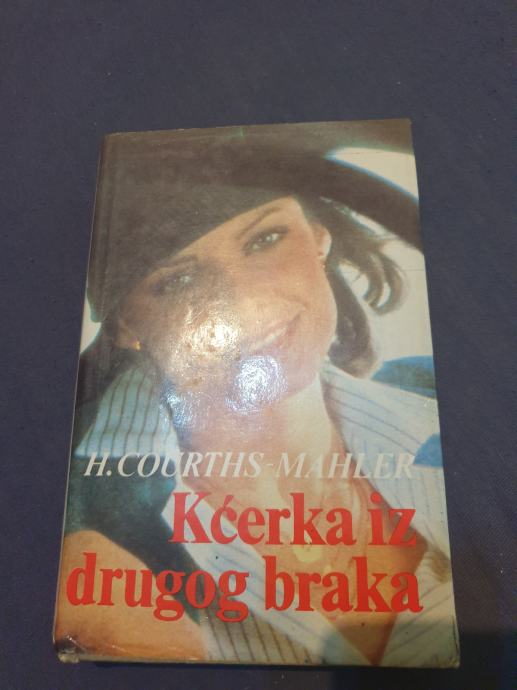 H. COURTHS-MAHLER
Kćerka iz
drugog braka